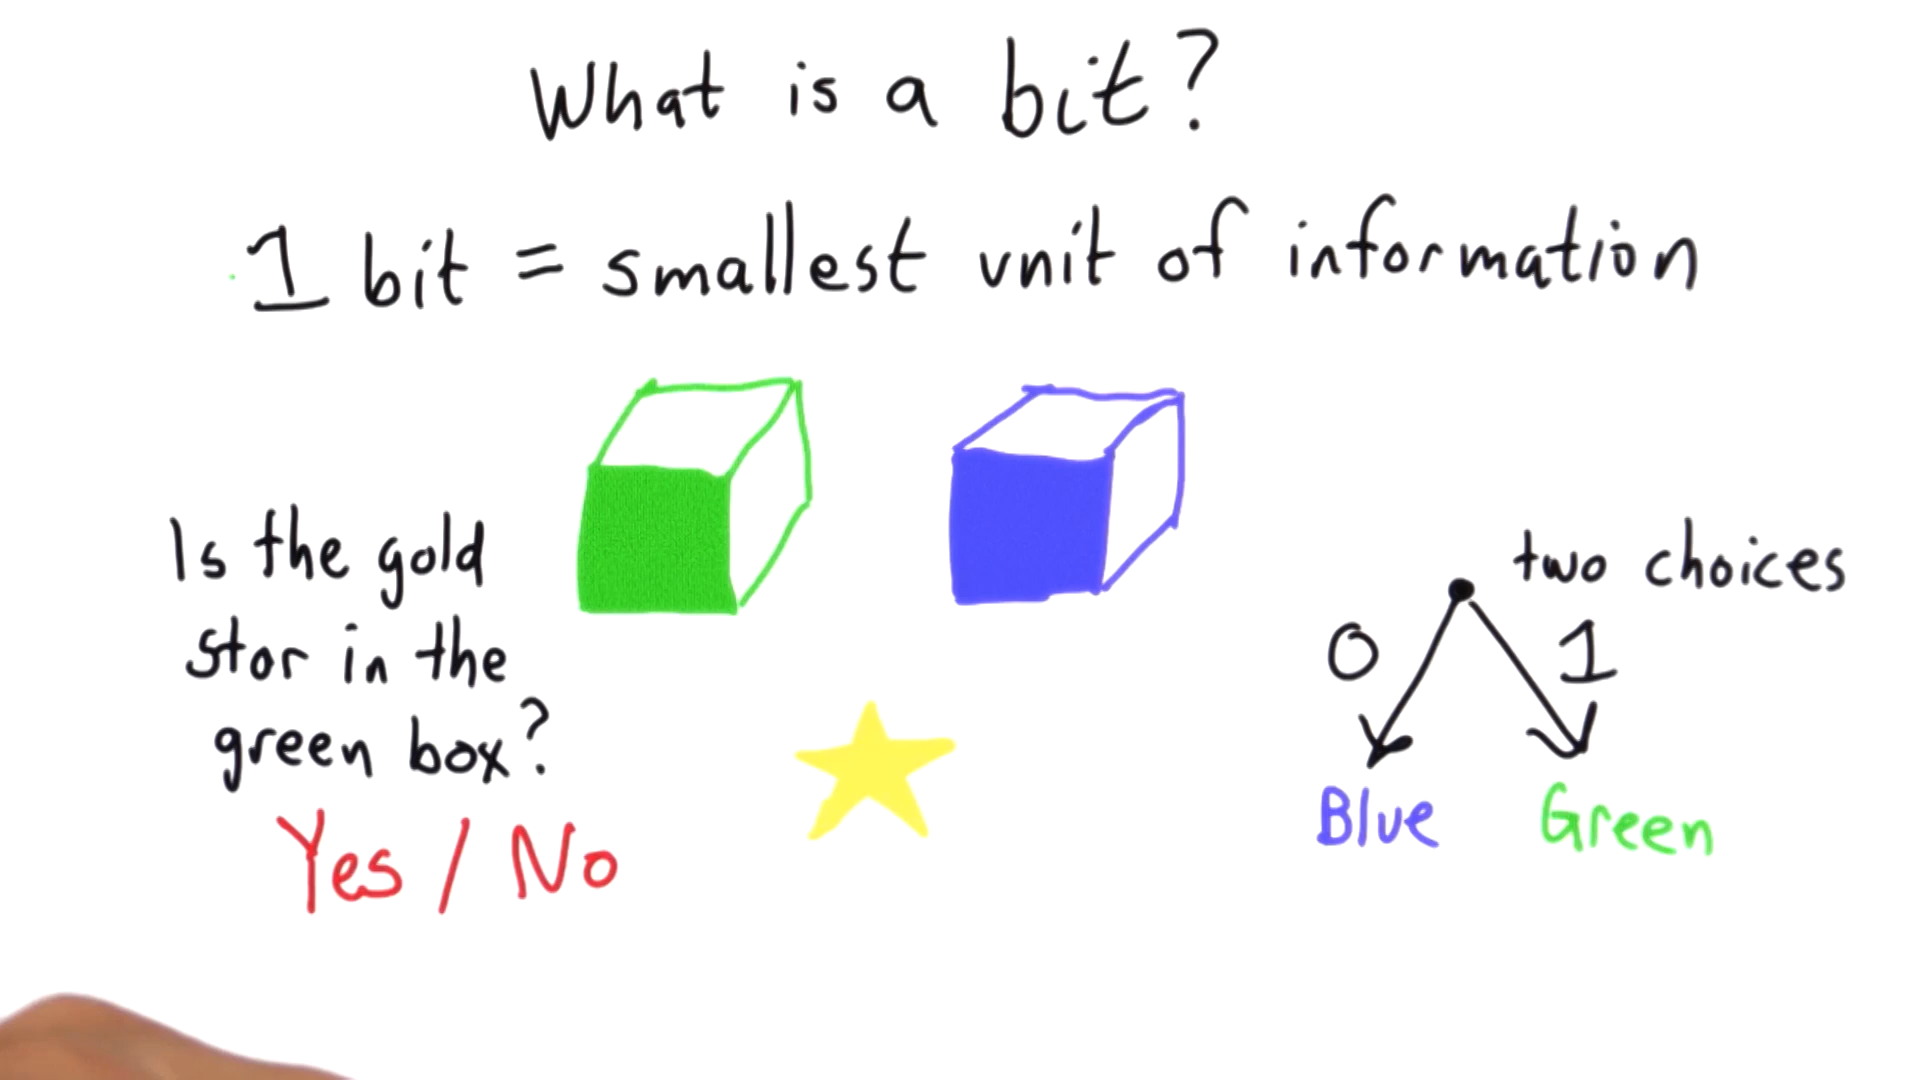 What is a bit?
1 bit = smallest unit of information
Is the gold
star in the
green box?
Yes / No
two choices
0 1
Blue Green